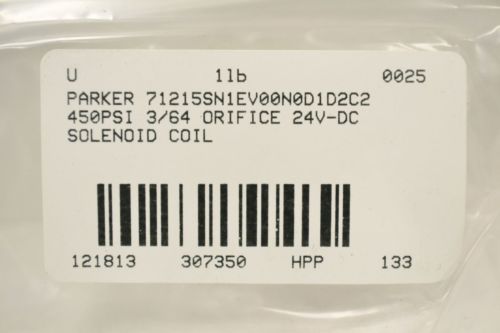 U 1lb 0025
PARKER 71215SN1EV00N0D1D2C2
450PSI 3/64 ORIFICE 24V-DC
SOLENOID COIL
121813 307350 HPP 133